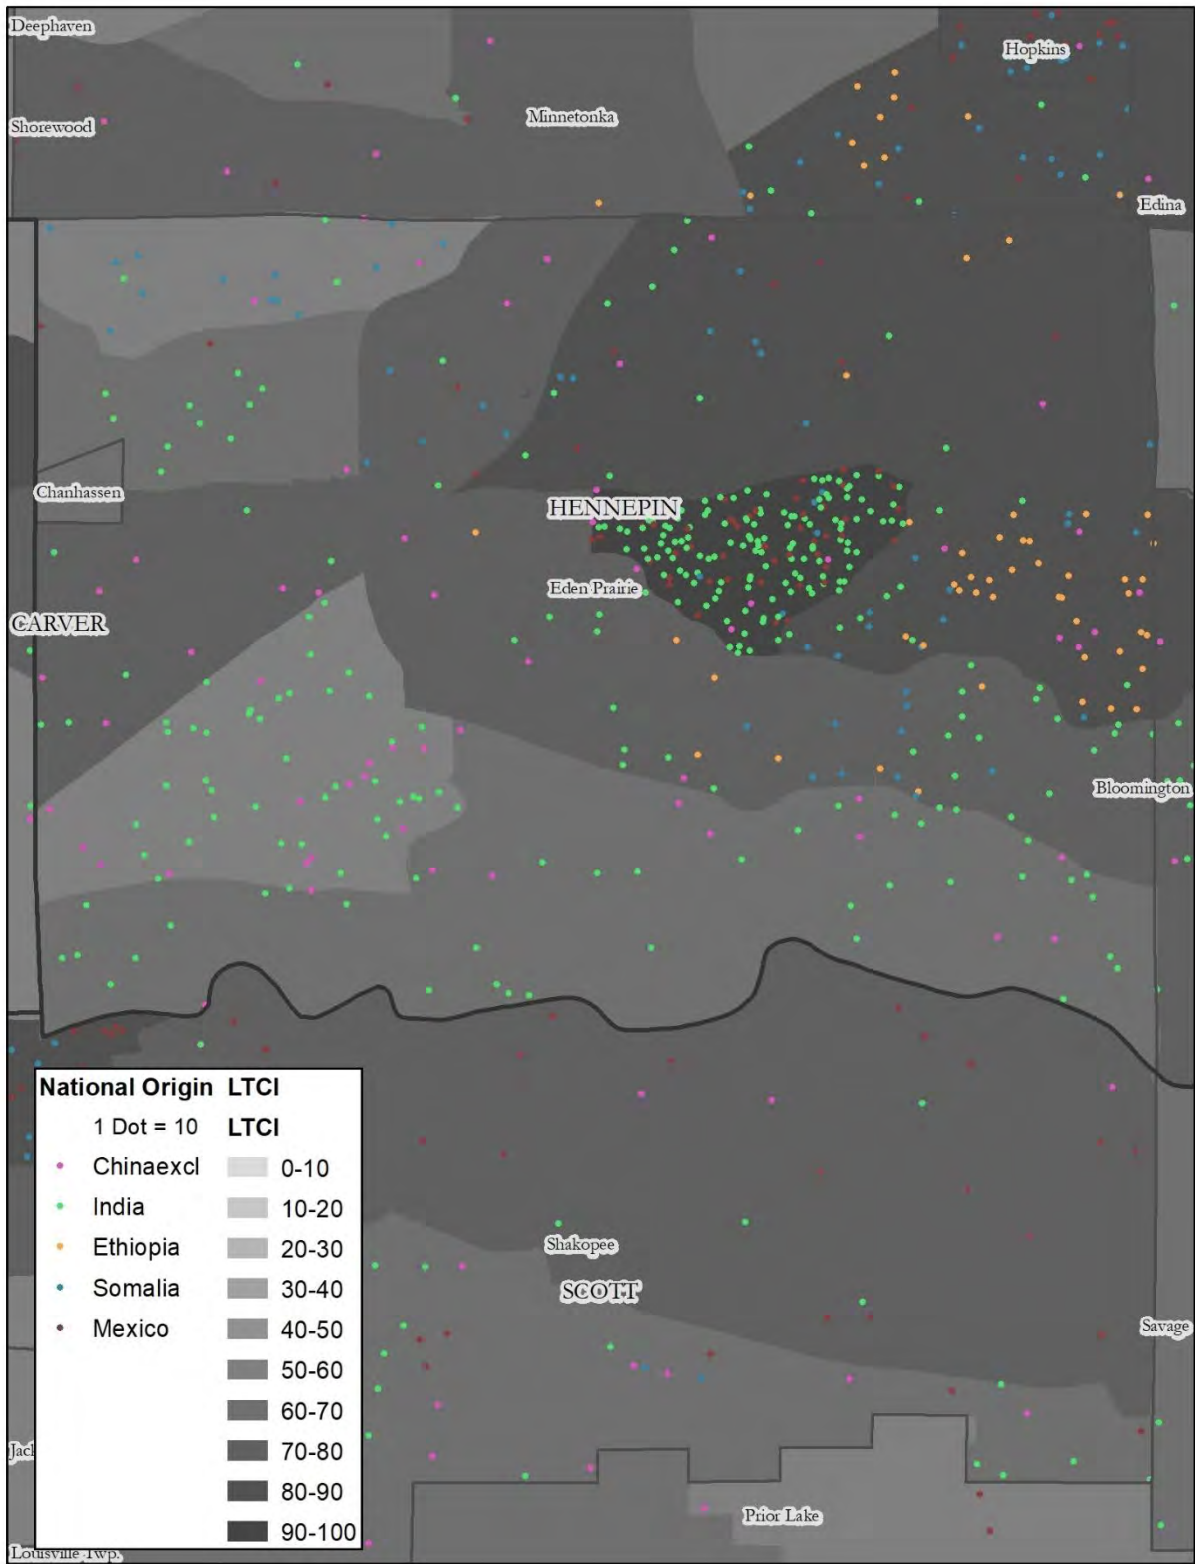 Deephaven
Hopkins
Minnetonka
Shorewood
Edina
Chanhassen
HENNEPIN
Eden Prairie
CARVER
Bloomington
National Origin LTCI
1 Dot = 10 LTCI
Chinaexcl 0-10
India 10-20
Ethiopia 20-30
Somalia 30-40
Mexico 40-50
50-60
60-70
70-80
80-90
90-100
Shakopee
SCOTT
Savage
Jack
Prior Lake
Louisville Twp.